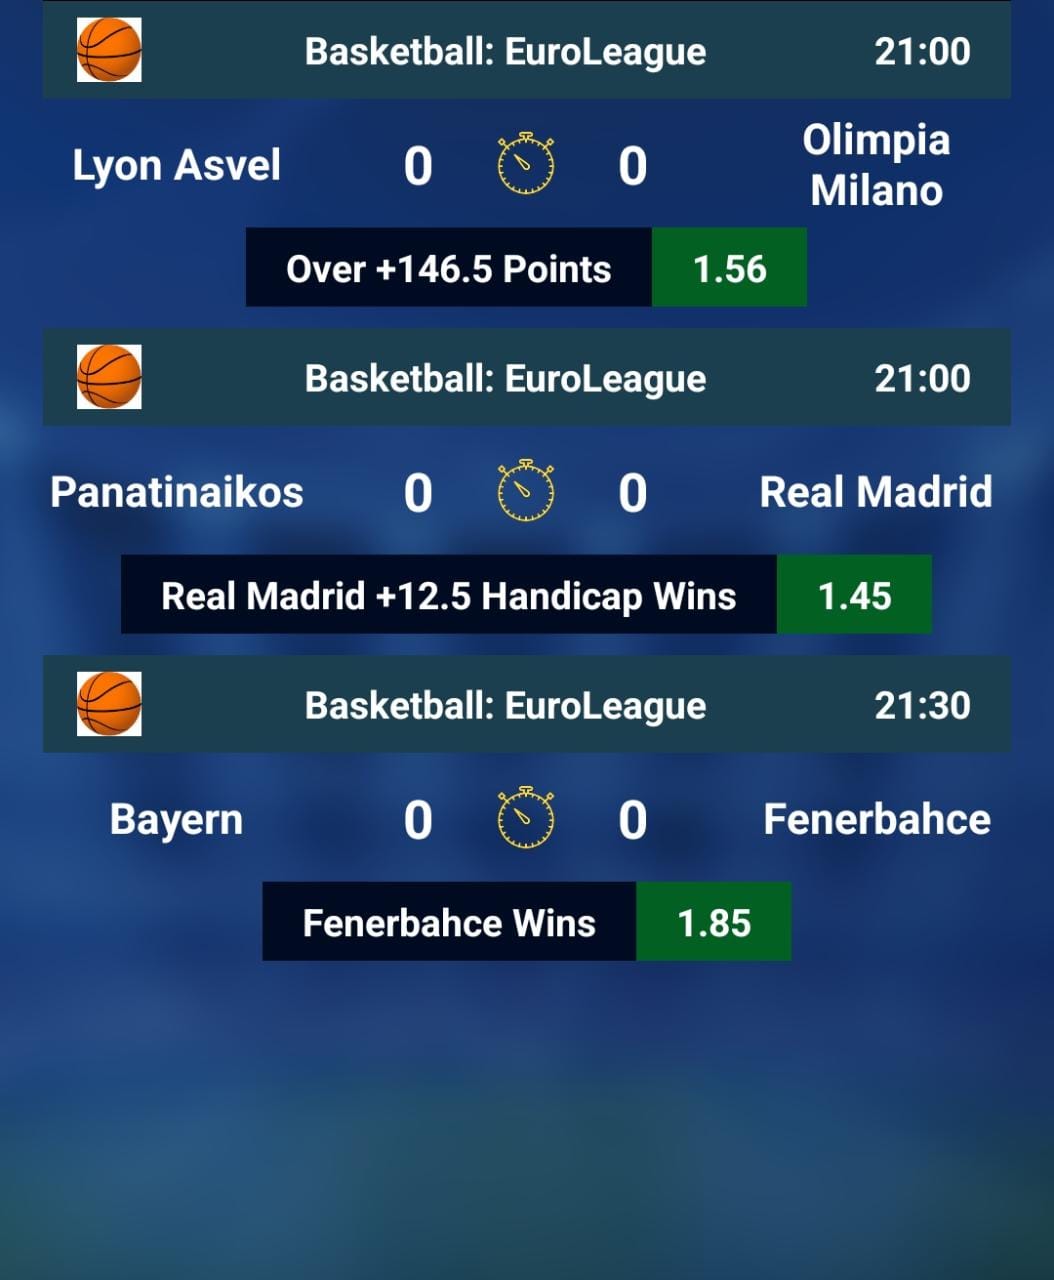 Basketball: EuroLeague 21:00
Lyon Asvel 0 0 Olimpia Milano
Over +146.5 Points 1.56
Basketball: EuroLeague 21:00
Panatinaikos 0 0 Real Madrid
Real Madrid +12.5 Handicap Wins 1.45
Basketball: EuroLeague 21:30
Bayern 0 0 Fenerbahce
Fenerbahce Wins 1.85